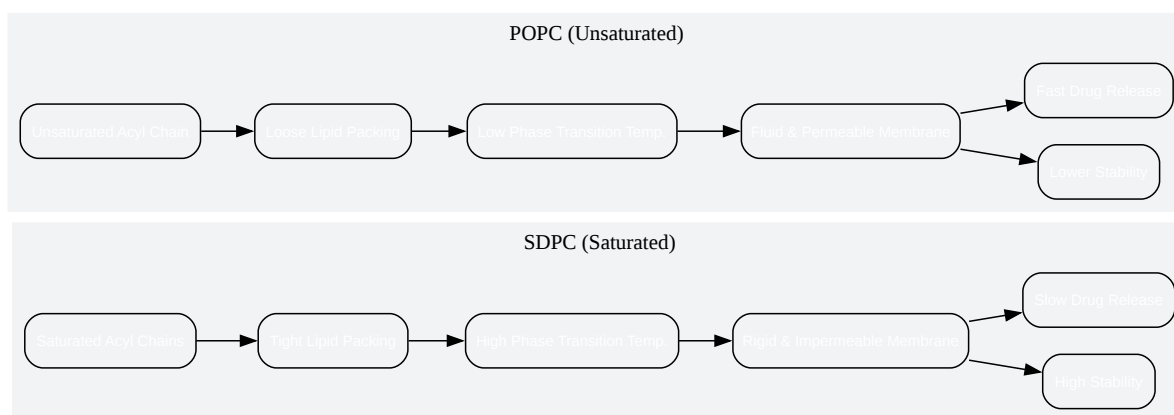 POPC (Unsaturated)
Unsaturated Acyl Chain
Loose Lipid Packing
Low Phase Transition Temp.
Fluid & Permeable Membrane
Fast Drug Release
Lower Stability
SDPC (Saturated)
Saturated Acyl Chains
Tight Lipid Packing
High Phase Transition Temp.
Rigid & Impermeable Membrane
Slow Drug Release
High Stability